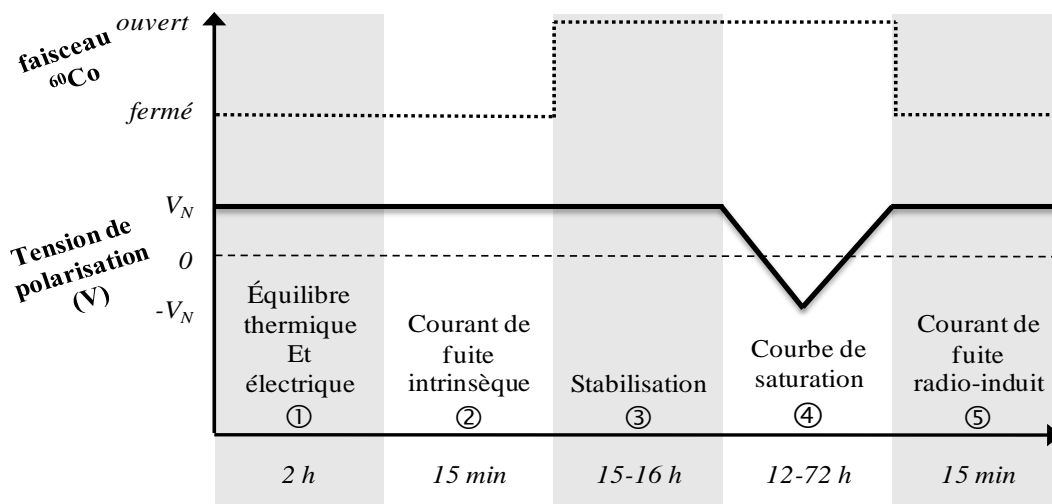 ouvert
faisceau
⁶⁰Co
fermé
V_N
Tension de
polarisation
(V)
0
-V_N
Équilibre
thermique
Et
électrique
①
Courant de
fuite
intrinsèque
②
Stabilisation
③
Courbe de
saturation
④
Courant de
fuite
radio-induit
⑤
2 h
15 min
15-16 h
12-72 h
15 min